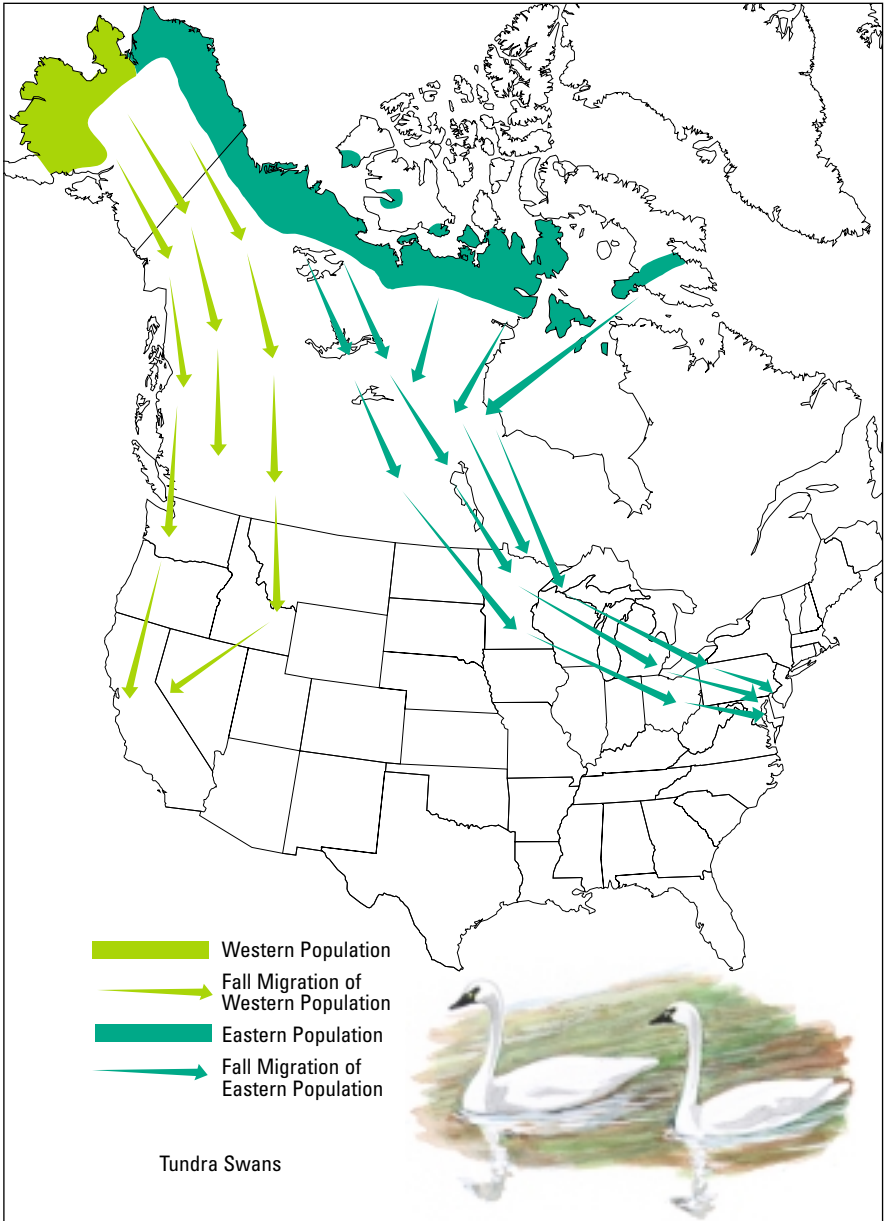 Western Population
Fall Migration of
Western Population
Eastern Population
Fall Migration of
Eastern Population
Tundra Swans